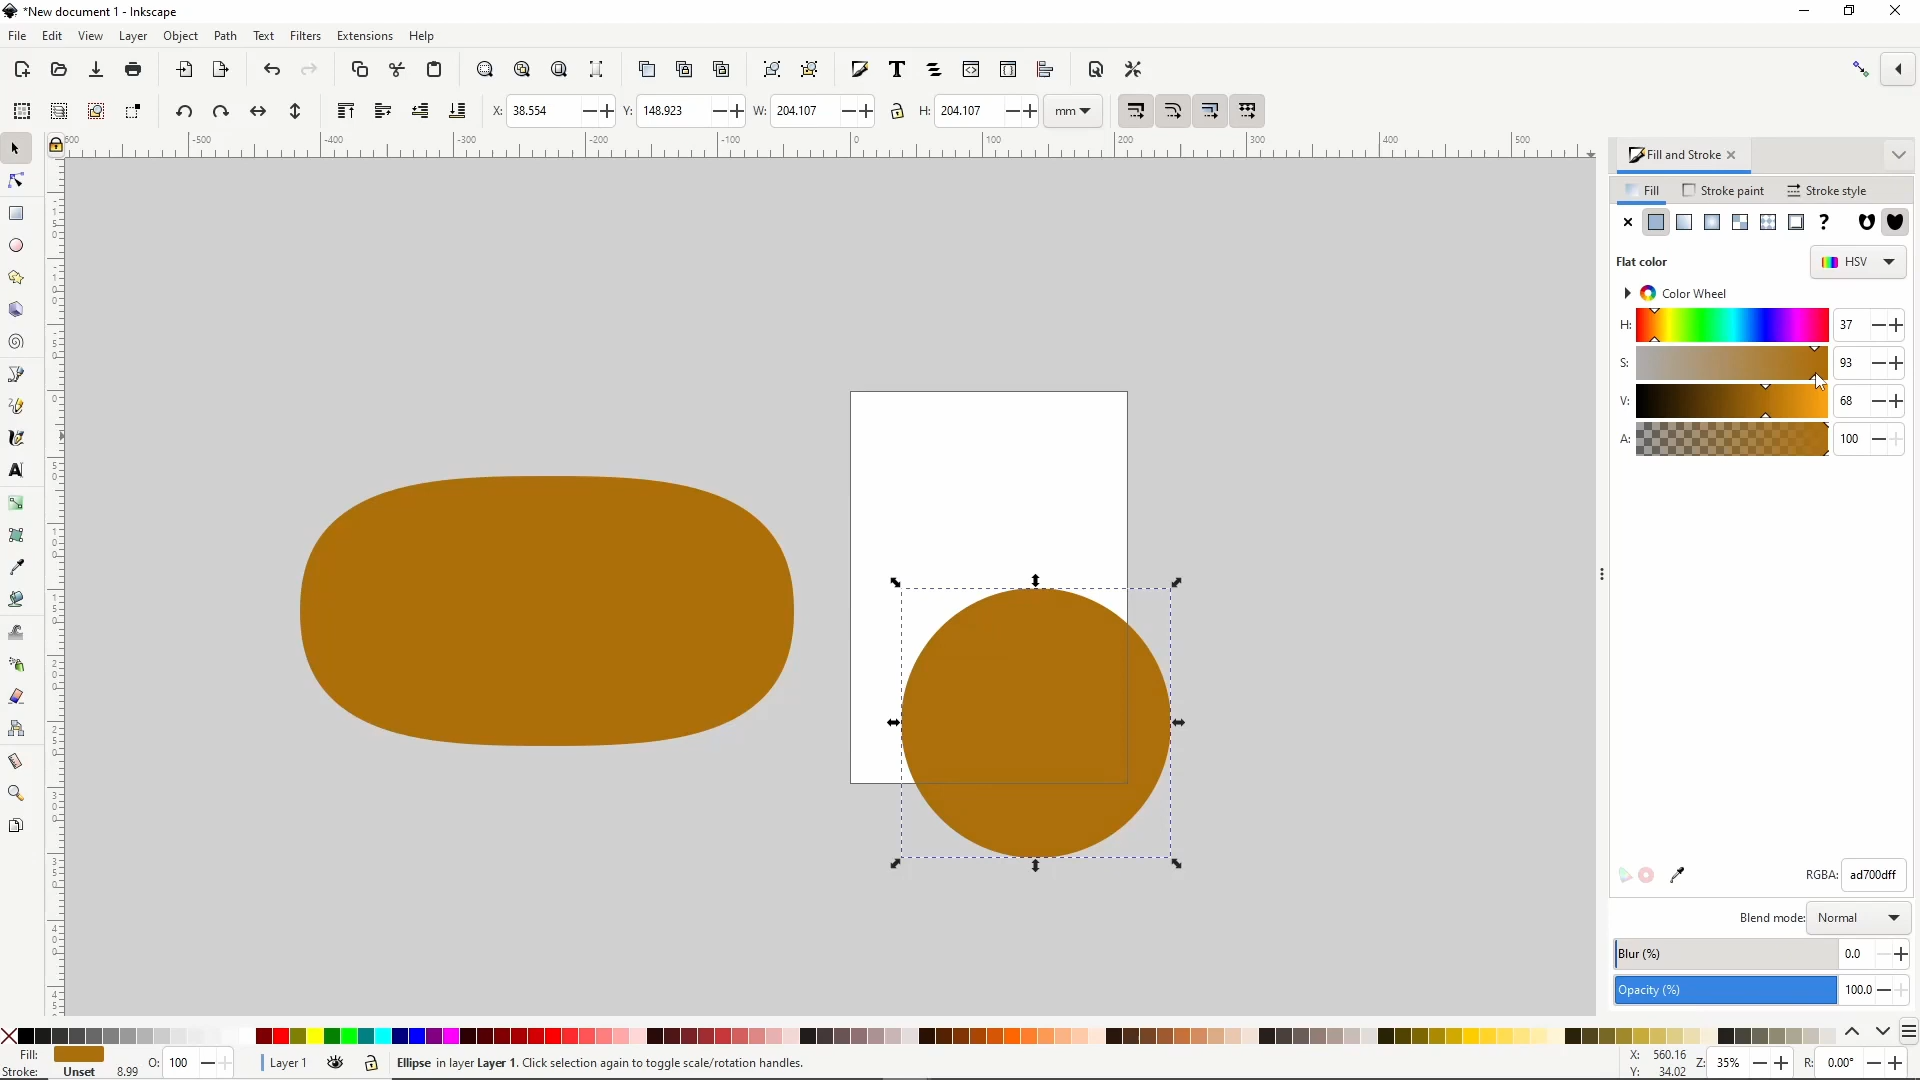 *New document 1 - Inkscape
File Edit View Layer Object Path Text Filters Extensions Help
X: 38.554 Y: 148.923 W: 204.107 H: 204.107 mm
-500 -400 -300 -200 -100 0 100 200 300 400 500
Fill and Stroke
Fill Stroke paint Stroke style
Flat color HSV
Color Wheel
H: 37
S: 93
V: 68
A: 100
RGBA: ad700dff
Blend mode: Normal
Blur (%) 0.0
Opacity (%) 100.0
Fill: O: 100 Layer 1 Ellipse in layer Layer 1. Click selection again to toggle scale/rotation handles. X: 560.16 Z: 35% R: 0.00°
Stroke: Unset 8.99 Y: 34.02